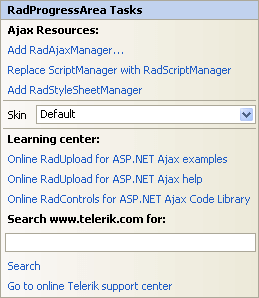 RadProgressArea Tasks
Ajax Resources:
Add RadAjaxManager...
Replace ScriptManager with RadScriptManager
Add RadStyleSheetManager
Skin Default
Learning center:
Online RadUpload for ASP.NET Ajax examples
Online RadUpload for ASP.NET Ajax help
Online RadControls for ASP.NET Ajax Code Library
Search www.telerik.com for:
Search
Go to online Telerik support center